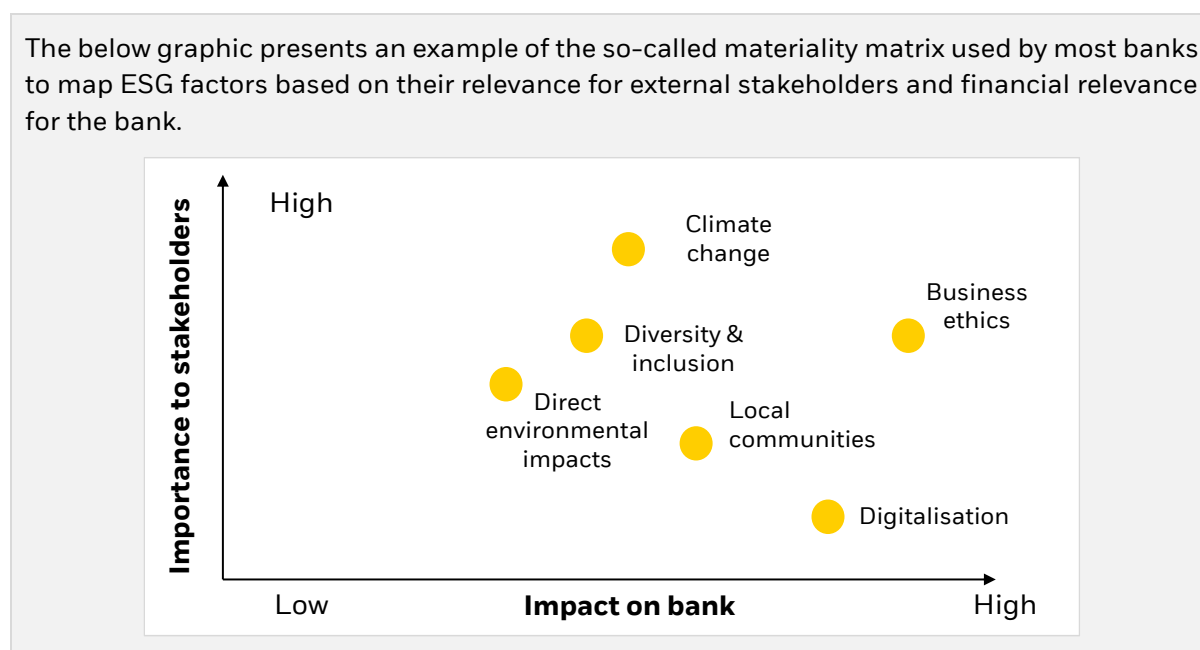 The below graphic presents an example of the so-called materiality matrix used by most banks
to map ESG factors based on their relevance for external stakeholders and financial relevance
for the bank.
Importance to stakeholders
High
Climate
change
Business
ethics
Diversity &
inclusion
Direct
environmental
impacts
Local
communities
Digitalisation
Low
Impact on bank
High